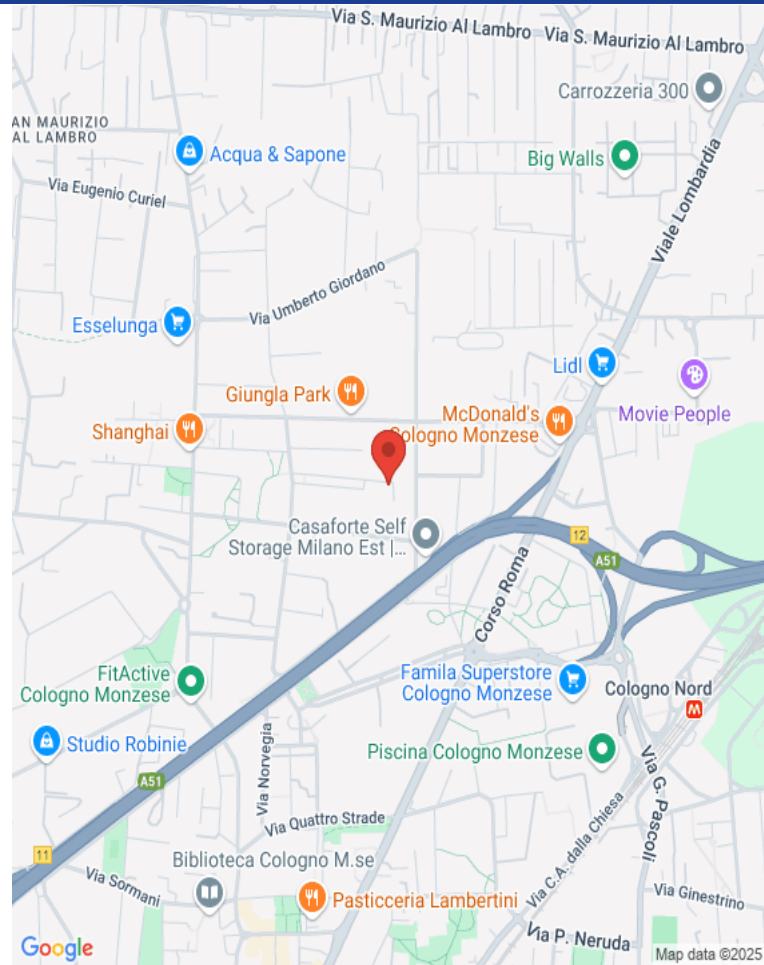 Via S. Maurizio Al Lambro
Via S. Maurizio Al Lambro
Carrozzeria 300
AN MAURIZIO
AL LAMBRO
Acqua & Sapone
Big Walls
Via Eugenio Curiel
Viale Lombardia
Via Umberto Giordano
Esselunga
Lidl
Giungla Park
McDonald's
Cologno Monzese
Movie People
Shanghai
Casaforte Self
Storage Milano Est |...
12
A51
Corso Roma
FitActive
Cologno Monzese
Famila Superstore
Cologno Monzese
Cologno Nord
M
Studio Robinie
Piscina Cologno Monzese
Via Norvegia
A51
Via G. Pascoli
Via Quattro Strade
Via C.A. dalla Chiesa
11
Biblioteca Cologno M.se
Via Sormani
Pasticceria Lambertini
Via Ginestrino
Via P. Neruda
Google
Map data ©2025